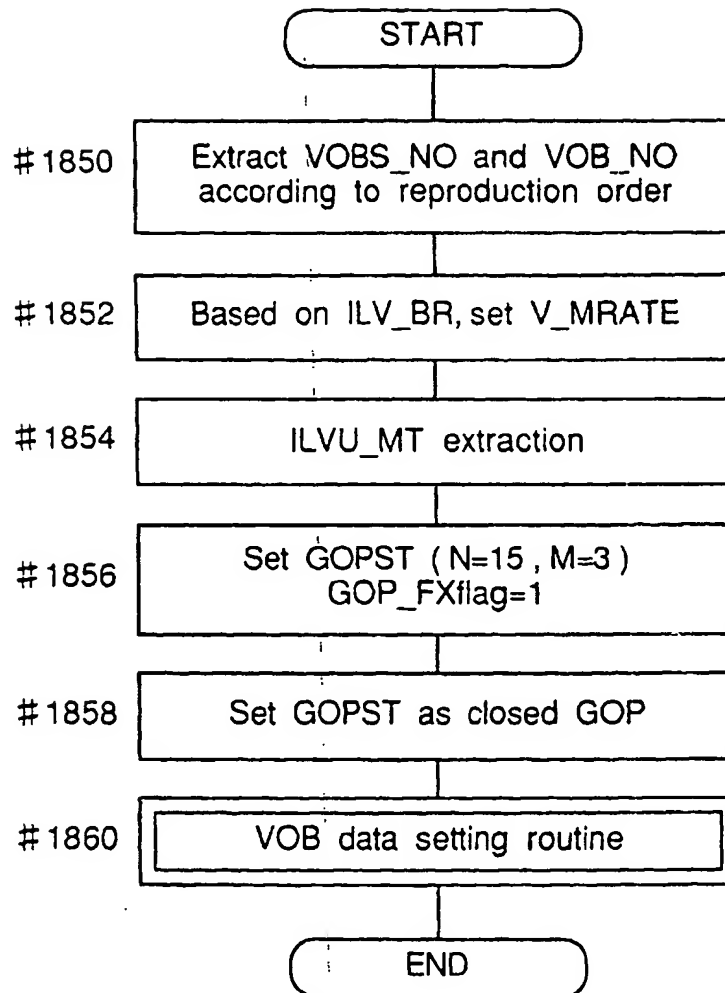 START
#1850 Extract VOBS_NO and VOB_NO
according to reproduction order
#1852 Based on ILV_BR, set V_MRATE
#1854 ILVU_MT extraction
#1856 Set GOPST (N=15, M=3)
GOP_FXflag=1
#1858 Set GOPST as closed GOP
#1860 VOB data setting routine
END